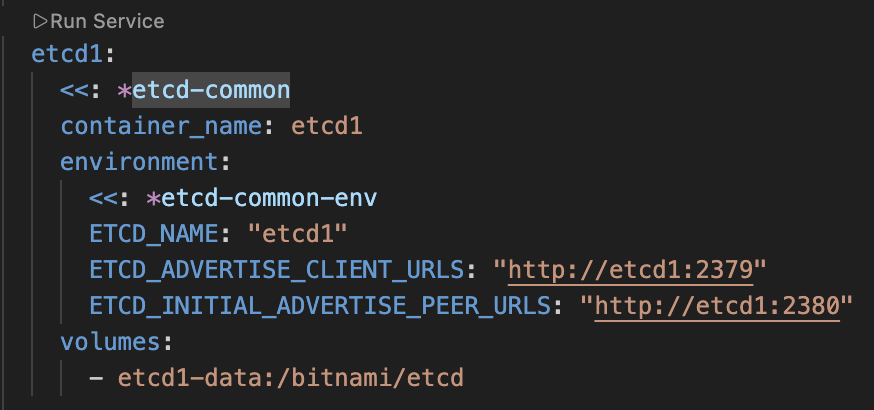 ▷Run Service
etcd1:
<<: *etcd-common
container_name: etcd1
environment:
<<: *etcd-common-env
ETCD_NAME: "etcd1"
ETCD_ADVERTISE_CLIENT_URLS: "http://etcd1:2379"
ETCD_INITIAL_ADVERTISE_PEER_URLS: "http://etcd1:2380"
volumes:
- etcd1-data:/bitnami/etcd